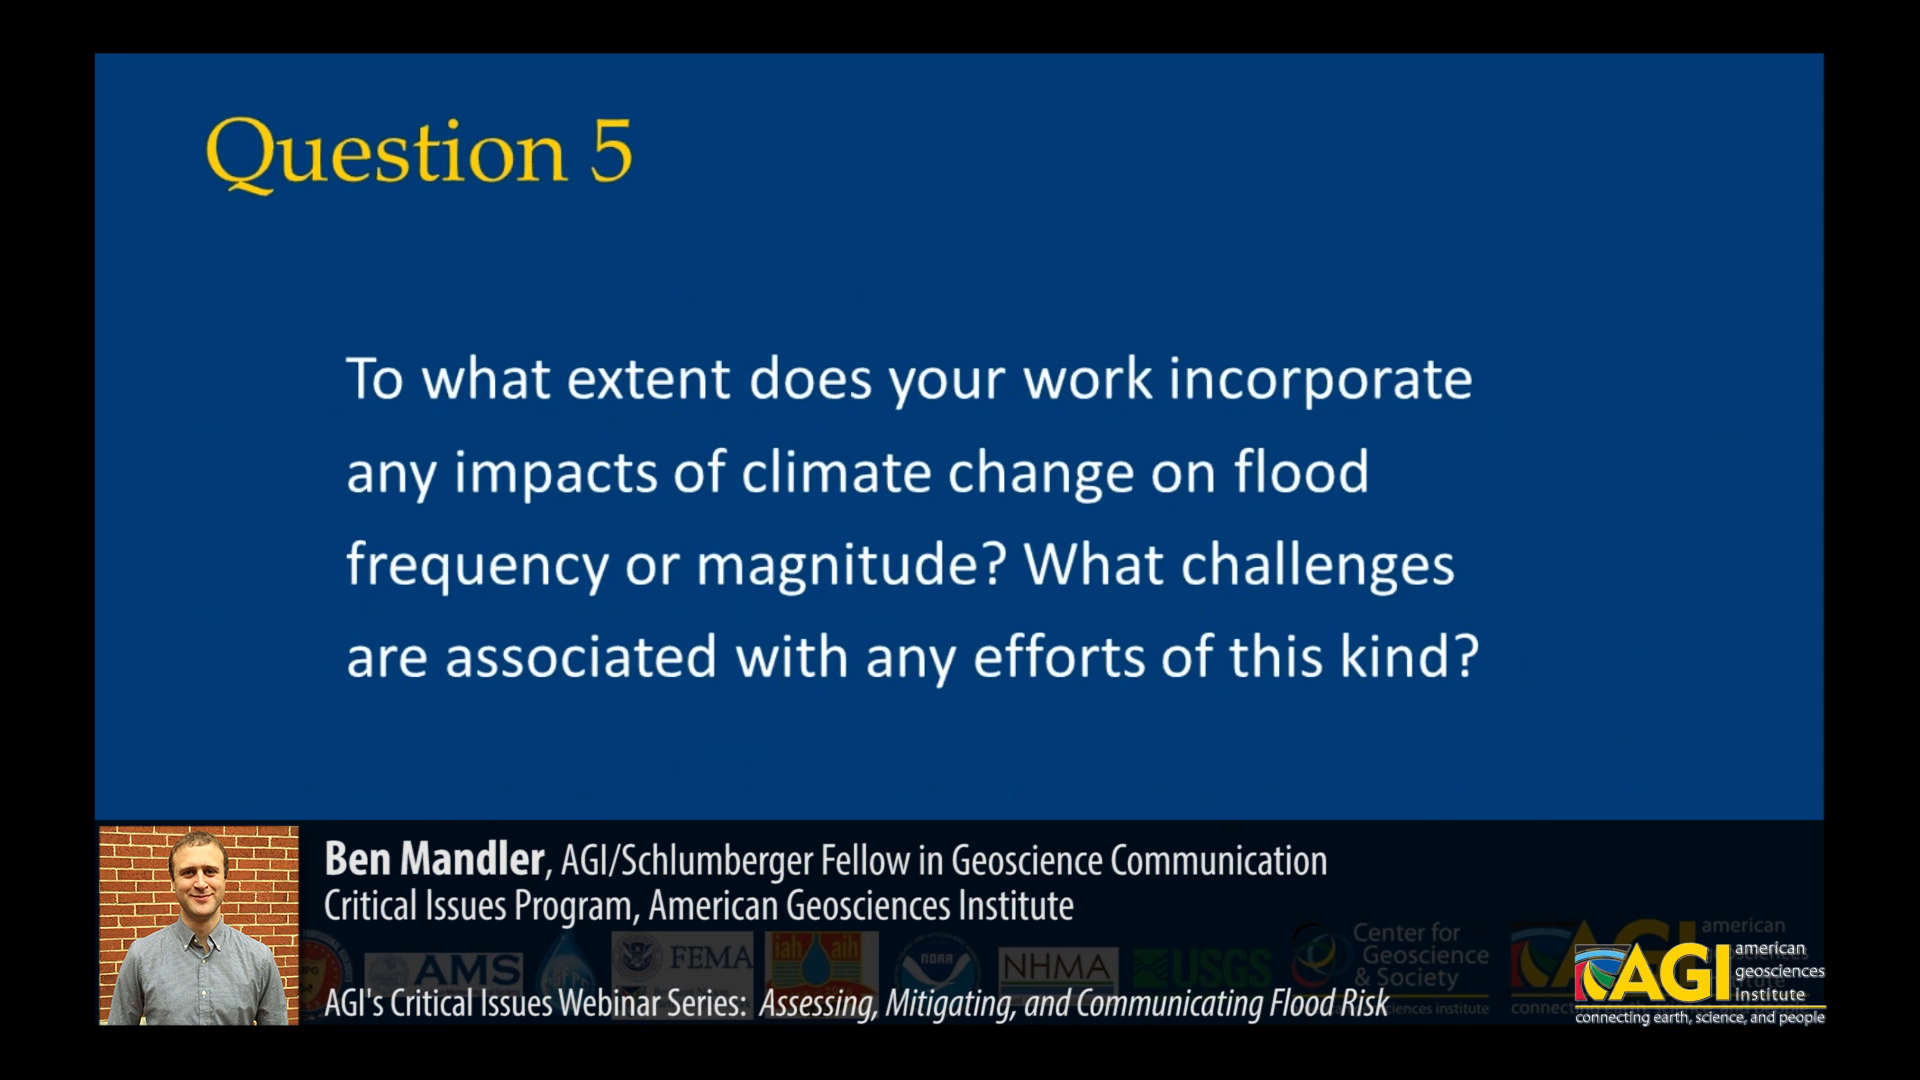 Question 5
To what extent does your work incorporate
any impacts of climate change on flood
frequency or magnitude? What challenges
are associated with any efforts of this kind?
Ben Mandler, AGI/Schlumberger Fellow in Geoscience Communication
Critical Issues Program, American Geosciences Institute
AMS
FEMA
iah aih
NOAA
NHMA
USGS
Center for
Geoscience
& Society
american
AGI's Critical Issues Webinar Series: Assessing, Mitigating, and Communicating Flood Risk
AGI american
geosciences
institute
connecting earth, science, and people